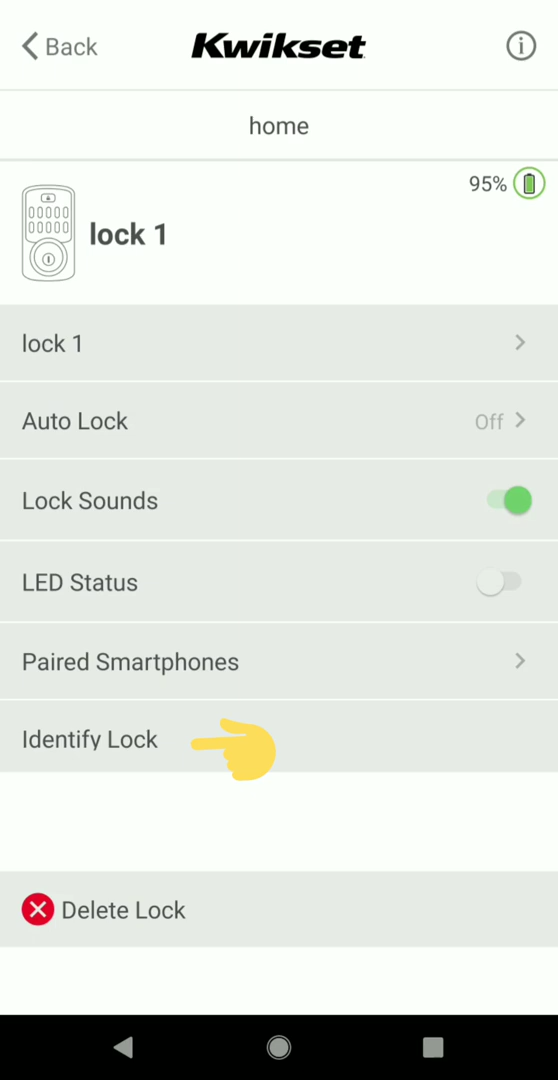 Back
Kwikset
home
95%
lock 1
lock 1
Auto Lock Off
Lock Sounds
LED Status
Paired Smartphones
Identify Lock
Delete Lock